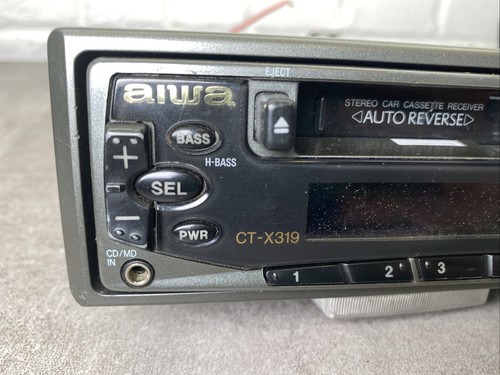 aiwa
EJECT
STEREO CAR CASSETTE RECEIVER
◁AUTO REVERSE▷
BASS
H-BASS
+
SEL
−
PWR
CT-X319
CD/MD
IN
1
2
3